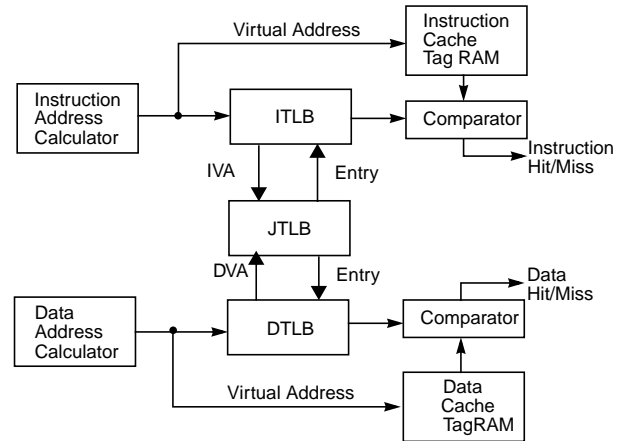 Virtual Address
Instruction
Cache
Tag RAM
Instruction
Address
Calculator
ITLB
Comparator
Instruction
Hit/Miss
IVA
Entry
JTLB
DVA
Entry
Data
Hit/Miss
Data
Address
Calculator
DTLB
Comparator
Virtual Address
Data
Cache
TagRAM